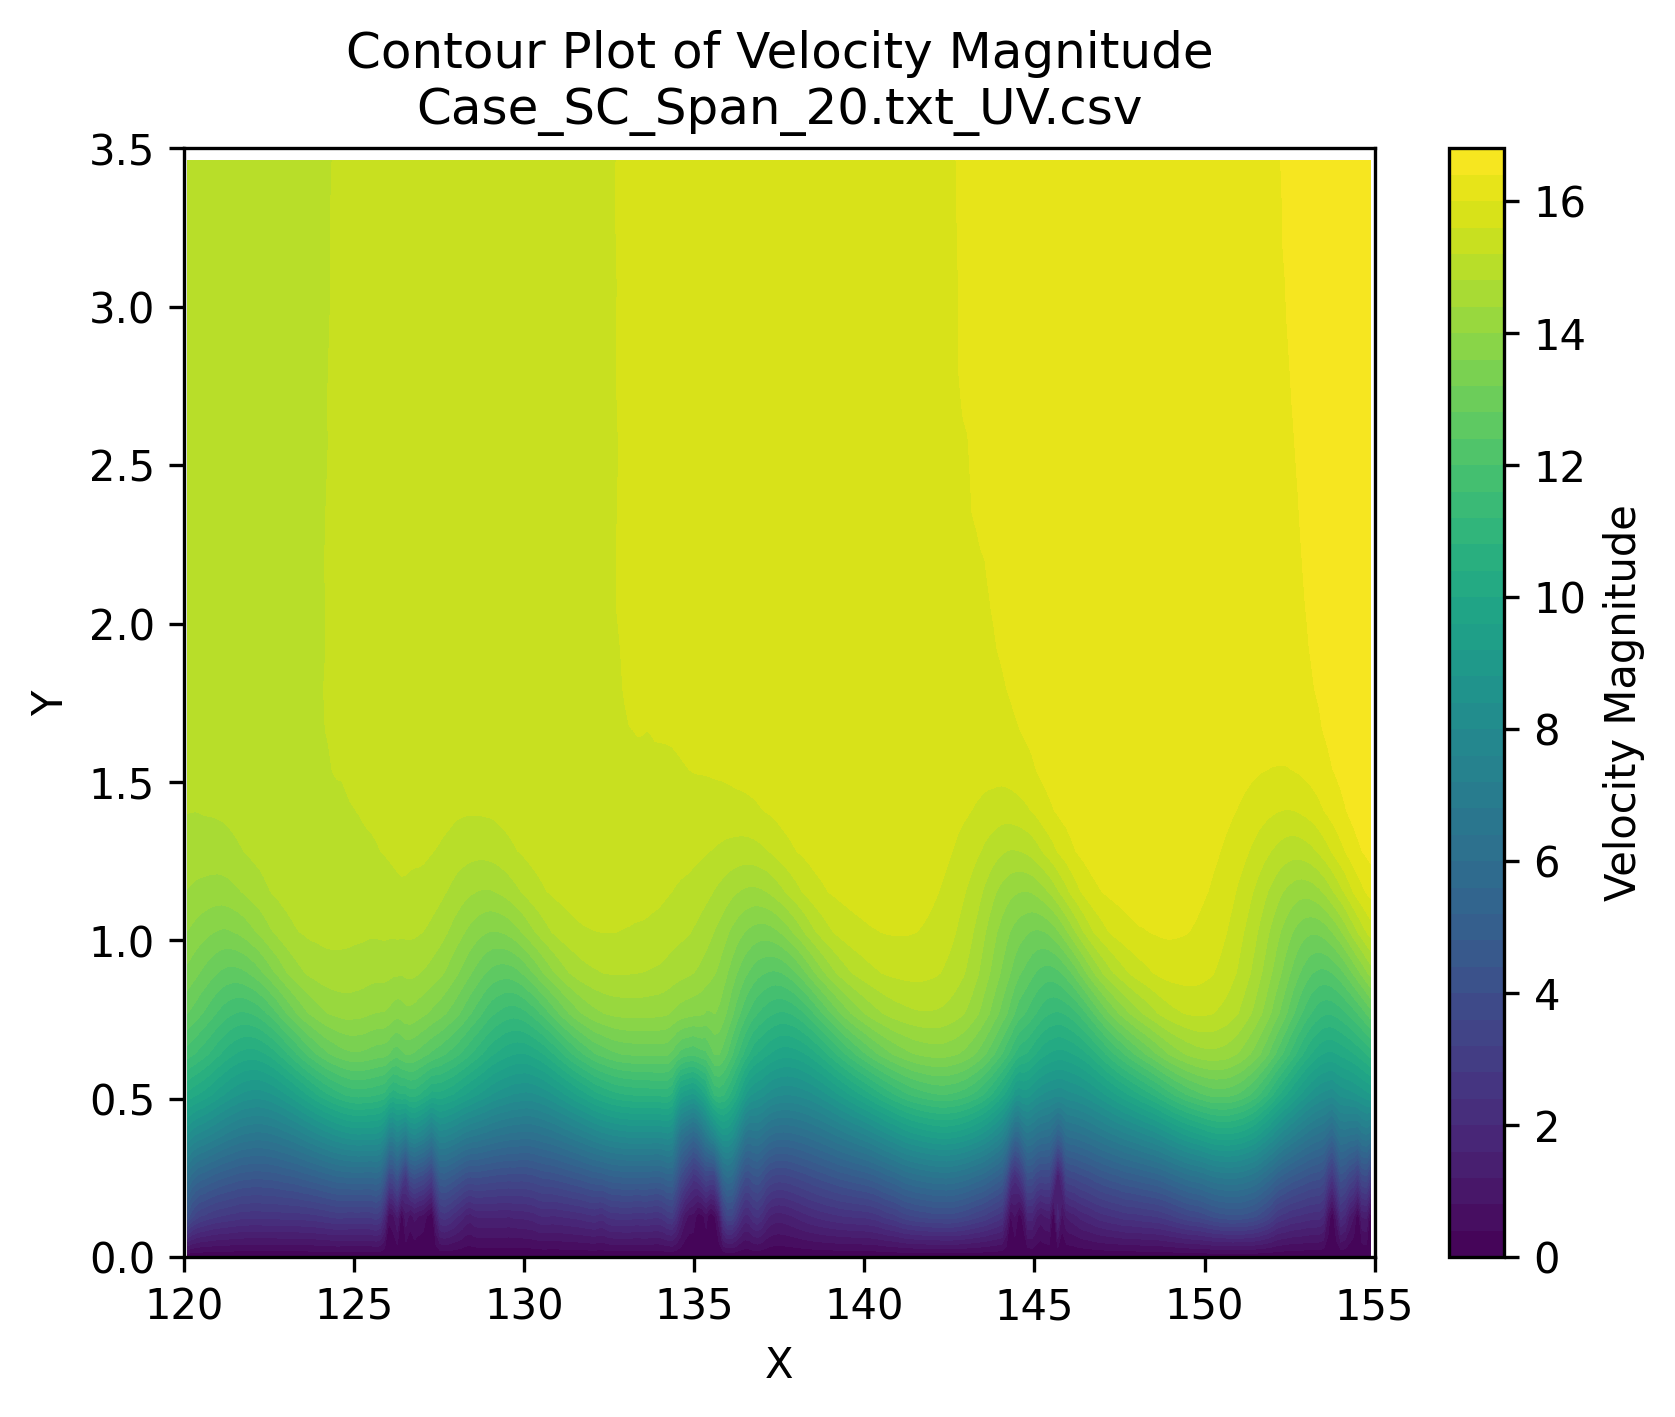 Contour Plot of Velocity Magnitude
Case_SC_Span_20.txt_UV.csv
3.5
3.0
2.5
2.0
1.5
1.0
0.5
0.0
Y
120 125 130 135 140 145 150 155
X
16
14
12
10
8
6
4
2
0
Velocity Magnitude